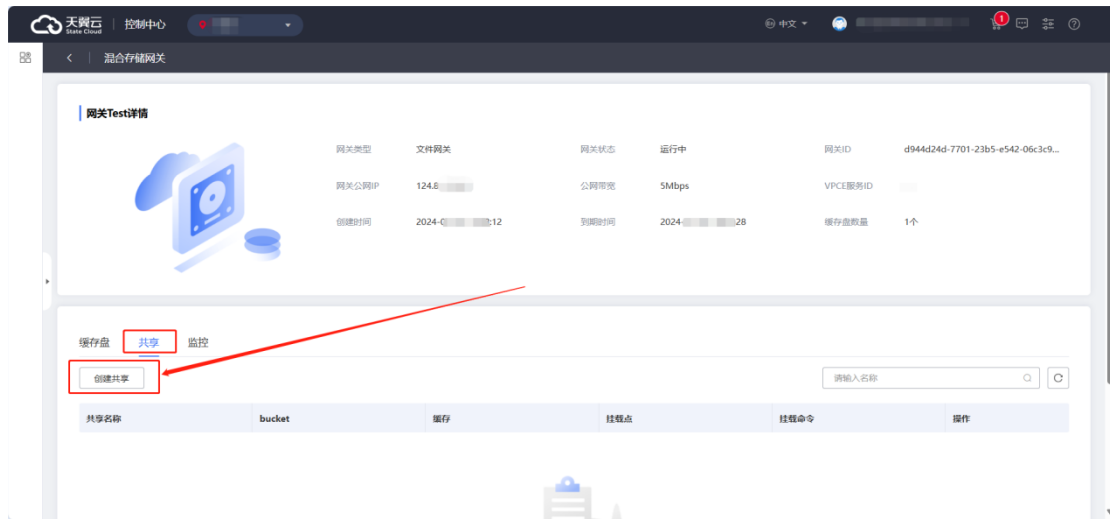 天翼云 State Cloud 控制中心 中文 1
混合存储网关
网关Test详情
网关类型 文件网关 网关状态 运行中 网关ID d944d24d-7701-23b5-e542-06c3c9...
网关公网IP 124.8 公网带宽 5Mbps VPCE服务ID
创建时间 2024-0 :12 到期时间 2024- 28 缓存盘数量 1个
缓存盘 共享 监控
创建共享 请输入名称
共享名称 bucket 缓存 挂载点 挂载命令 操作